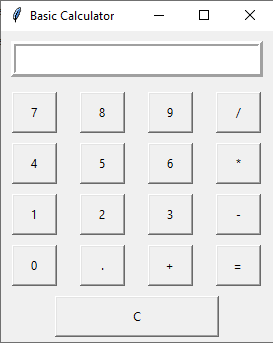 Basic Calculator
7 8 9 /
4 5 6 *
1 2 3 -
0 . + =
C